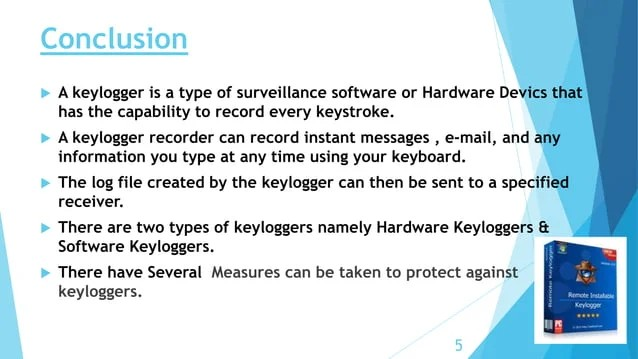 Conclusion
A keylogger is a type of surveillance software or Hardware Devics that
has the capability to record every keystroke.
A keylogger recorder can record instant messages , e-mail, and any
information you type at any time using your keyboard.
The log file created by the keylogger can then be sent to a specified
receiver.
There are two types of keyloggers namely Hardware Keyloggers &
Software Keyloggers.
There have Several Measures can be taken to protect against
keyloggers.
Remote Installable
Keylogger
Remote Installable
Keylogger
5